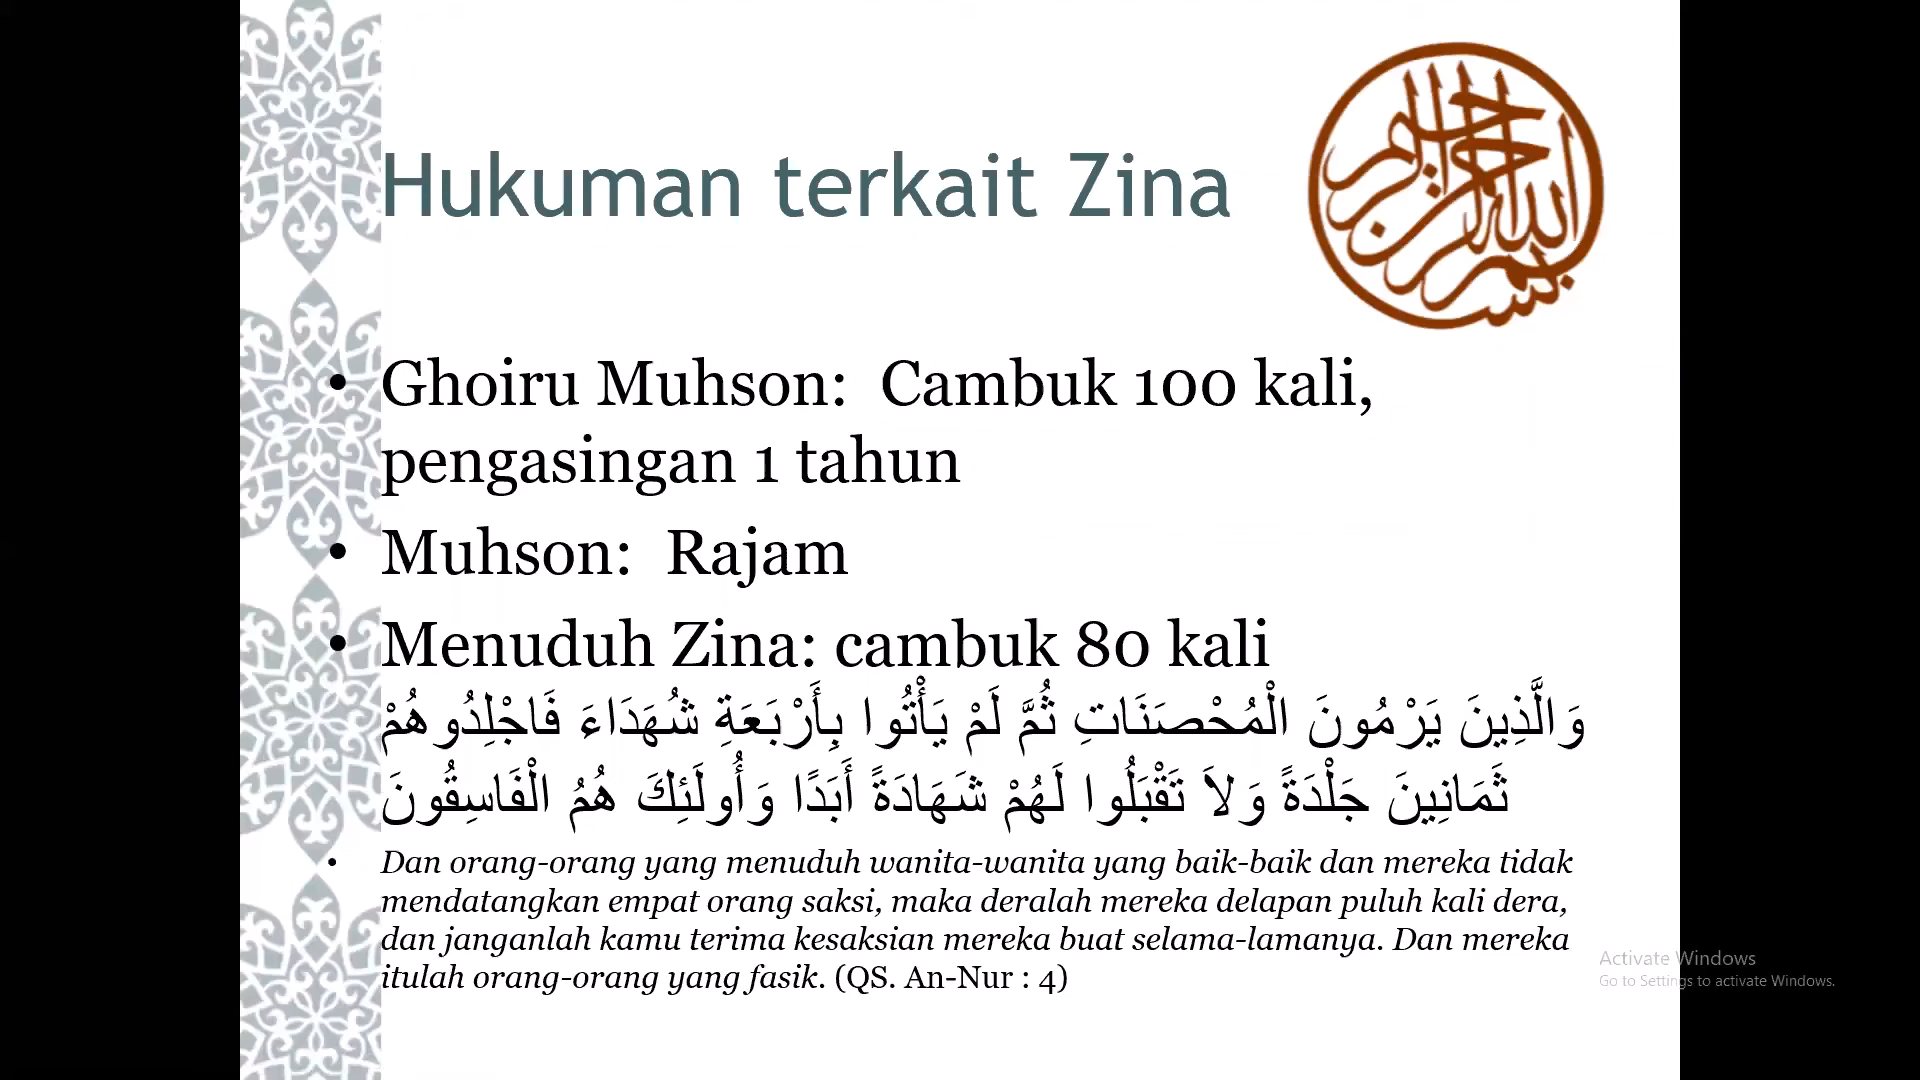 Hukuman terkait Zina
بسم الله الرحمن الرحيم
• Ghoiru Muhson:  Cambuk 100 kali,
pengasingan 1 tahun
• Muhson:  Rajam
• Menuduh Zina: cambuk 80 kali
وَالَّذِينَ يَرْمُونَ الْمُحْصَنَاتِ ثُمَّ لَمْ يَأْتُوا بِأَرْبَعَةِ شُهَدَاءَ فَاجْلِدُوهُمْ
ثَمَانِينَ جَلْدَةً وَلاَ تَقْبَلُوا لَهُمْ شَهَادَةً أَبَدًا وَأُولَئِكَ هُمُ الْفَاسِقُونَ
• Dan orang-orang yang menuduh wanita-wanita yang baik-baik dan mereka tidak
mendatangkan empat orang saksi, maka deralah mereka delapan puluh kali dera,
dan janganlah kamu terima kesaksian mereka buat selama-lamanya. Dan mereka
itulah orang-orang yang fasik. (QS. An-Nur : 4)
Activate Windows
Go to Settings to activate Windows.